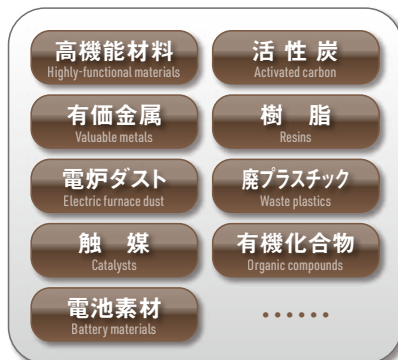 高機能材料
Highly-functional materials
活性炭
Activated carbon
有価金属
Valuable metals
樹脂
Resins
電炉ダスト
Electric furnace dust
廃プラスチック
Waste plastics
触媒
Catalysts
有機化合物
Organic compounds
電池素材
Battery materials
・・・・・・